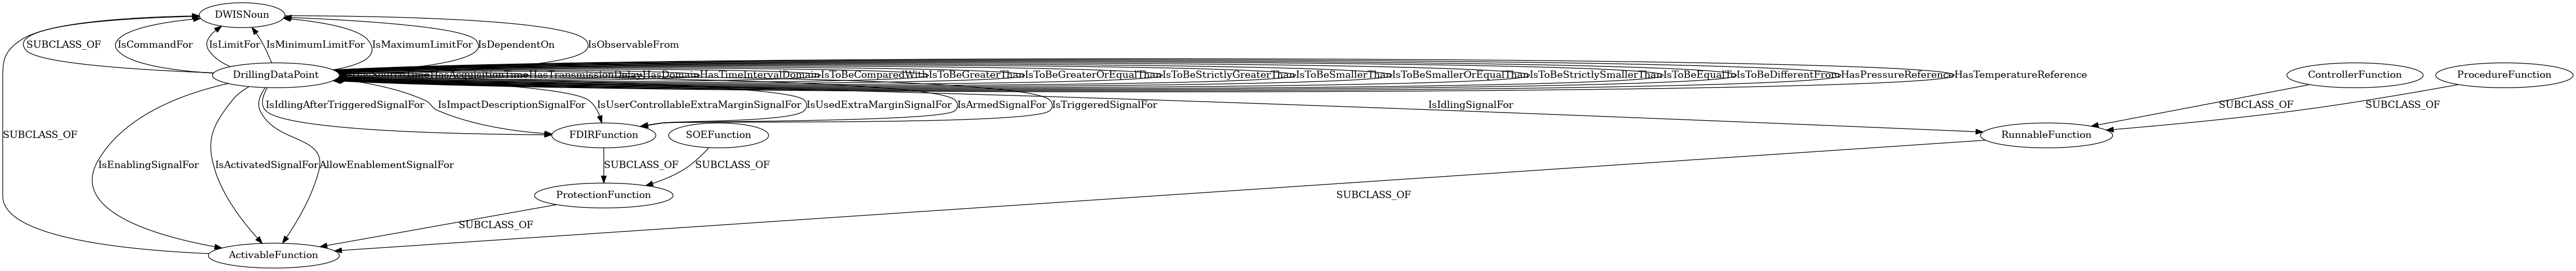 DWISNoun
SUBCLASS_OF
IsCommandFor
IsLimitFor
IsMinimumLimitFor
IsMaximumLimitFor
IsDependentOn
IsObservableFrom
DrillingDataPoint
HasAcquisitionTime
HasTransmissionDelay
HasDomain
HasTimeIntervalDomain
IsToBeComparedWith
IsToBeGreaterThan
IsToBeGreaterOrEqualThan
IsToBeStrictlyGreaterThan
IsToBeSmallerThan
IsToBeSmallerOrEqualThan
IsToBeStrictlySmallerThan
IsToBeEqualTo
IsToBeDifferentFrom
HasPressureReference
HasTemperatureReference
ControllerFunction
ProcedureFunction
IsIdlingAfterTriggeredSignalFor
IsImpactDescriptionSignalFor
IsUserControllableExtraMarginSignalFor
IsUsedExtraMarginSignalFor
IsArmedSignalFor
IsTriggeredSignalFor
IsIdlingSignalFor
SUBCLASS_OF
SUBCLASS_OF
SUBCLASS_OF
FDIRFunction
SOEFunction
RunnableFunction
IsEnablingSignalFor
IsActivatedSignalFor
AllowEnablementSignalFor
SUBCLASS_OF
SUBCLASS_OF
ProtectionFunction
SUBCLASS_OF
SUBCLASS_OF
ActivableFunction